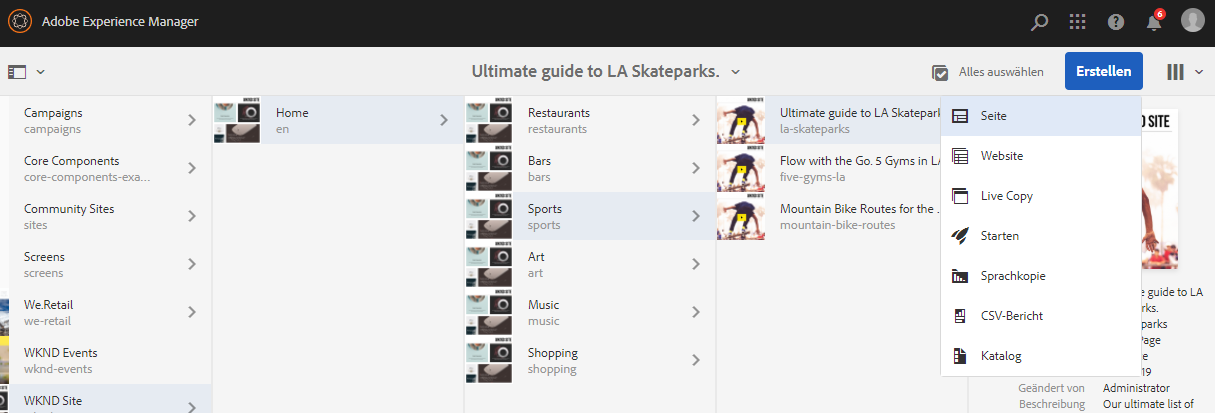 Adobe Experience Manager
6
Ultimate guide to LA Skateparks.
Alles auswählen
Erstellen
Campaigns
campaigns
Core Components
core-components-exa...
Community Sites
sites
Screens
screens
We.Retail
we-retail
WKND Events
wknd-events
WKND Site
Home
en
Restaurants
restaurants
Bars
bars
Sports
sports
Art
art
Music
music
Shopping
shopping
Ultimate guide to LA Skatepark
la-skateparks
Flow with the Go. 5 Gyms in LA
five-gyms-la
Mountain Bike Routes for the ...
mountain-bike-routes
Seite
Website
Live Copy
Starten
Sprachkopie
CSV-Bericht
Katalog
SITE
guide to LA
rks.
parks
Page
19
Geändert von
Administrator
Beschreibung
Our ultimate list of